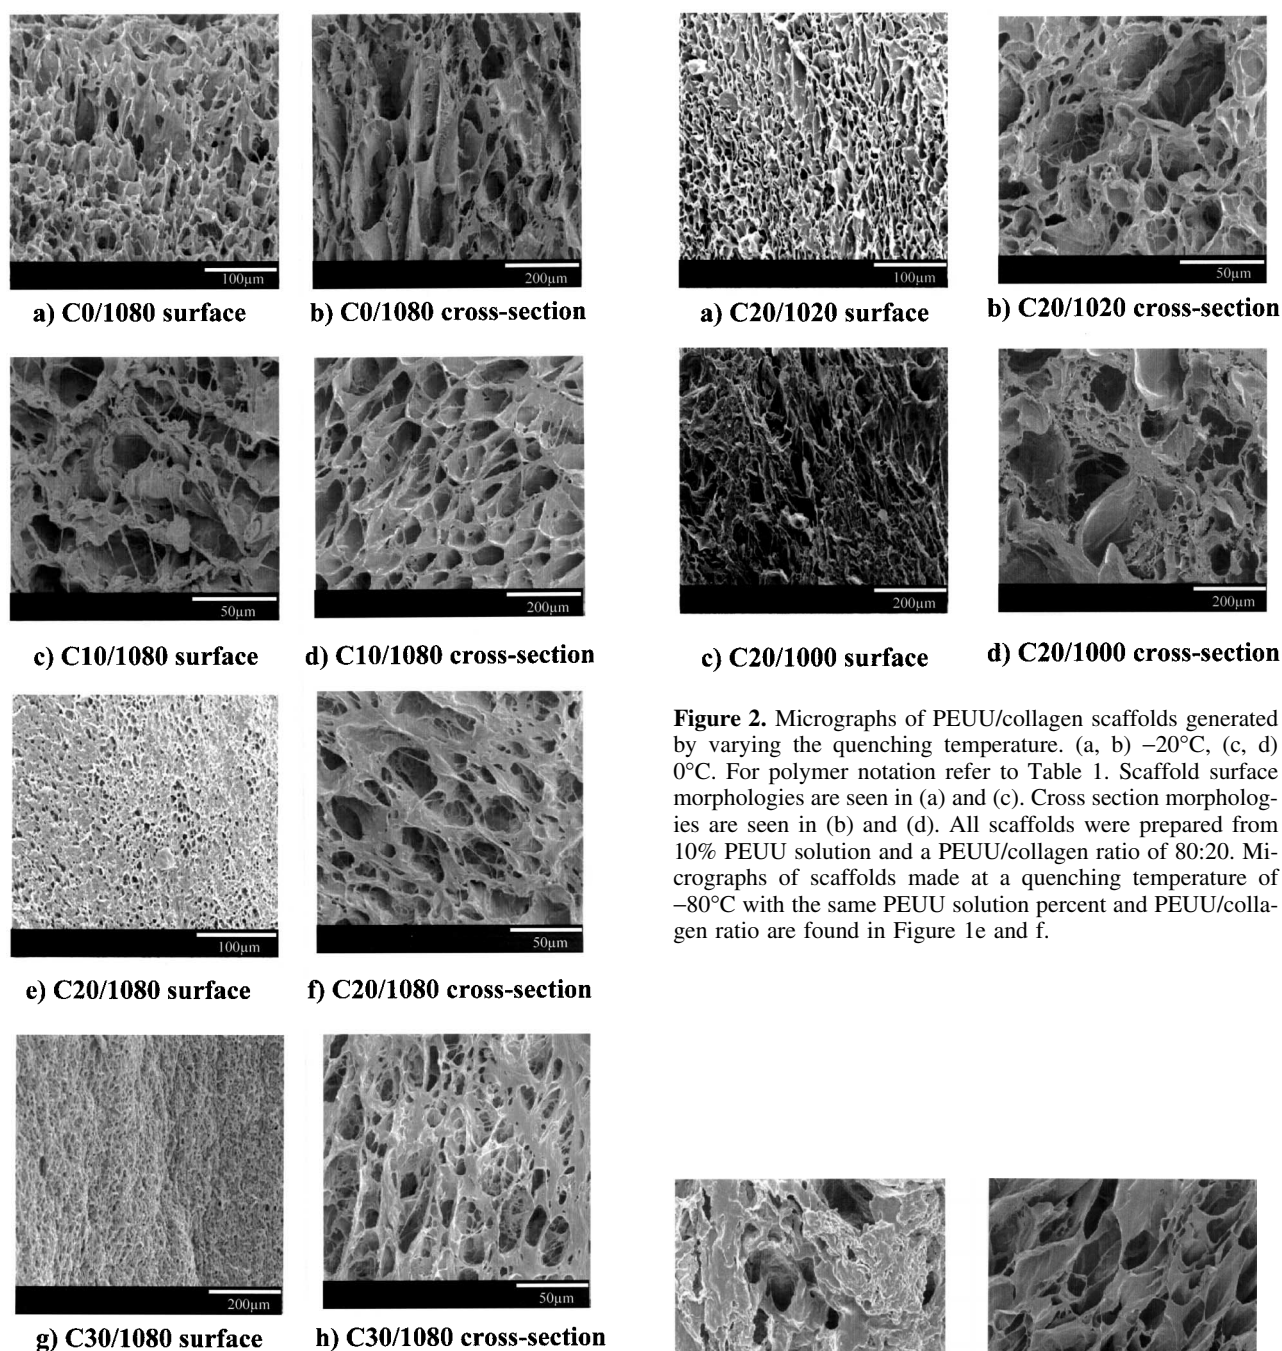 100µm
200µm
a) C0/1080 surface
b) C0/1080 cross-section
50µm
200µm
c) C10/1080 surface
d) C10/1080 cross-section
100µm
50µm
e) C20/1080 surface
f) C20/1080 cross-section
200µm
50µm
g) C30/1080 surface
h) C30/1080 cross-section
100µm
50µm
a) C20/1020 surface
b) C20/1020 cross-section
200µm
200µm
c) C20/1000 surface
d) C20/1000 cross-section
Figure 2. Micrographs of PEUU/collagen scaffolds generated
by varying the quenching temperature. (a, b) −20°C, (c, d)
0°C. For polymer notation refer to Table 1. Scaffold surface
morphologies are seen in (a) and (c). Cross section morpholog-
ies are seen in (b) and (d). All scaffolds were prepared from
10% PEUU solution and a PEUU/collagen ratio of 80:20. Mi-
crographs of scaffolds made at a quenching temperature of
−80°C with the same PEUU solution percent and PEUU/colla-
gen ratio are found in Figure 1e and f.